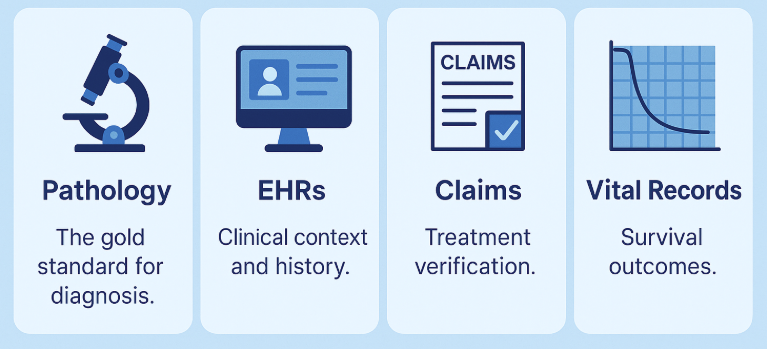 Pathology
The gold
standard for
diagnosis.
EHRs
Clinical context
and history.
CLAIMS
Claims
Treatment
verification.
Vital Records
Survival
outcomes.